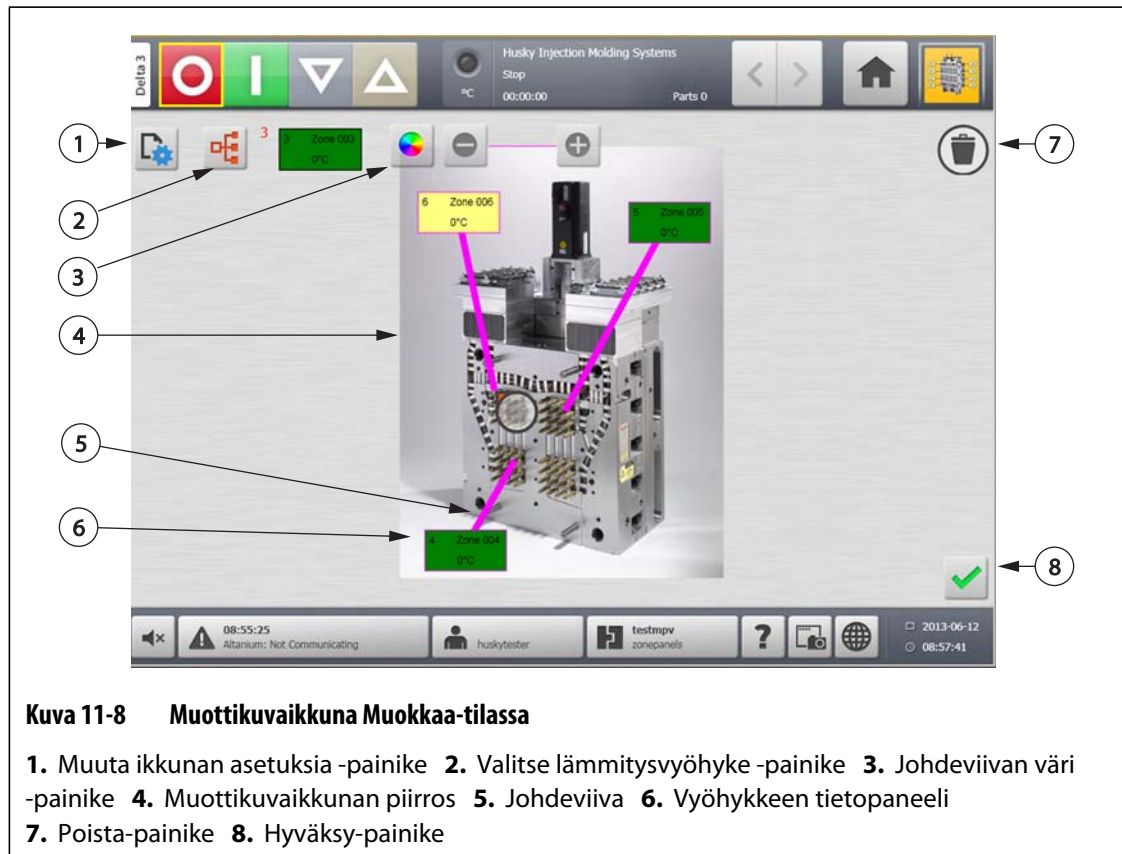 Delta 3
Husky Injection Molding Systems
Stop
°C
00:00:00 Parts 0
1
2
3
4
5
6
7
8
3
3 Zone 003
0°C
6 Zone 006
0°C
5 Zone 005
0°C
4 Zone 004
0°C
08:55:25
Altanium: Not Communicating
huskytester
testmpv
zonepanels
?
2013-06-12
08:57:41
Kuva 11-8 Muottikuvaikkuna Muokkaa-tilassa
1. Muuta ikkunan asetuksia -painike 2. Valitse lämmitysvyöhyke -painike 3. Johdeviivan väri
-painike 4. Muottikuvaikkunan piirros 5. Johdeviiva 6. Vyöhykkeen tietopaneeli
7. Poista-painike 8. Hyväksy-painike